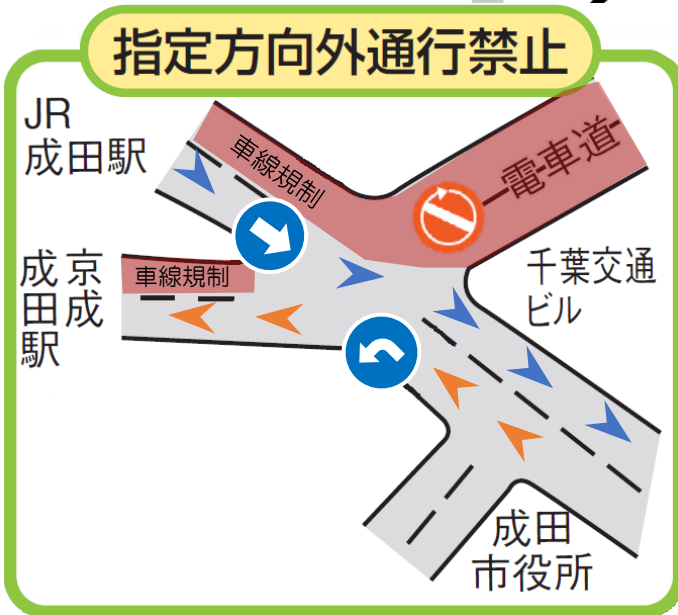 指定方向外通行禁止
JR
成田駅
車線規制
電車道
京成
成田駅
車線規制
千葉交通
ビル
成田
市役所